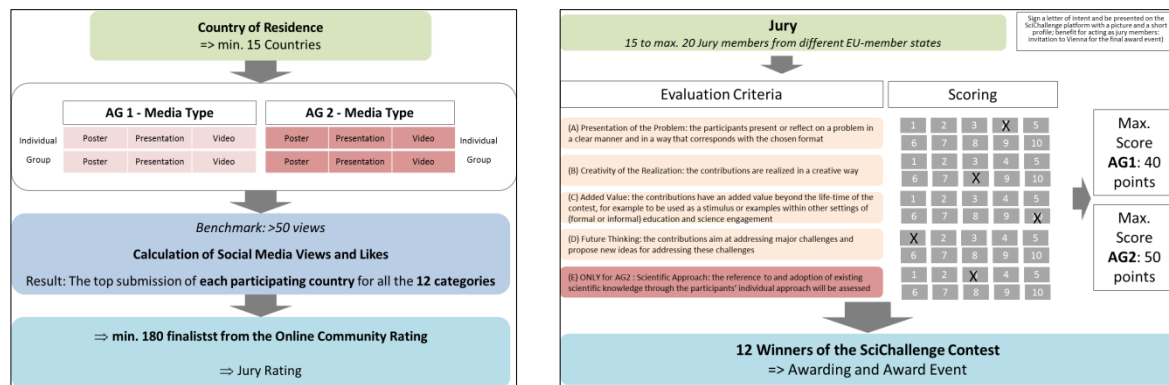 Country of Residence
=> min. 15 Countries
AG 1 - Media Type
AG 2 - Media Type
Individual
Poster Presentation Video
Poster Presentation Video
Individual
Group
Poster Presentation Video
Poster Presentation Video
Group
Benchmark: >50 views
Calculation of Social Media Views and Likes
Result: The top submission of each participating country for all the 12 categories
⇒ min. 180 finalistst from the Online Community Rating
⇒ Jury Rating
Jury
15 to max. 20 Jury members from different EU-member states
Sign a letter of intent and be presented on the
SciChallenge platform with a picture and a short
profile; benefit for acting as jury members:
invitation to Vienna for the final award event)
Evaluation Criteria
Scoring
(A) Presentation of the Problem: the participants present or reflect on a problem in
a clear manner and in a way that corresponds with the chosen format
1 2 3 X 5
6 7 8 9 10
(B) Creativity of the Realization: the contributions are realized in a creative way
1 2 3 4 5
6 7 X 9 10
(C) Added Value: the contributions have an added value beyond the life-time of the
contest, for example to be used as a stimulus or examples within other settings of
(formal or informal) education and science engagement
1 2 3 4 5
6 7 8 9 X
(D) Future Thinking: the contributions aim at addressing major challenges and
propose new ideas for addressing these challenges
X 2 3 4 5
6 7 8 9 10
(E) ONLY for AG2 : Scientific Approach: the reference to and adoption of existing
scientific knowledge through the participants' individual approach will be assessed
1 2 X 4 5
6 7 8 9 10
Max.
Score
AG1: 40
points
Max.
Score
AG2: 50
points
12 Winners of the SciChallenge Contest
=> Awarding and Award Event